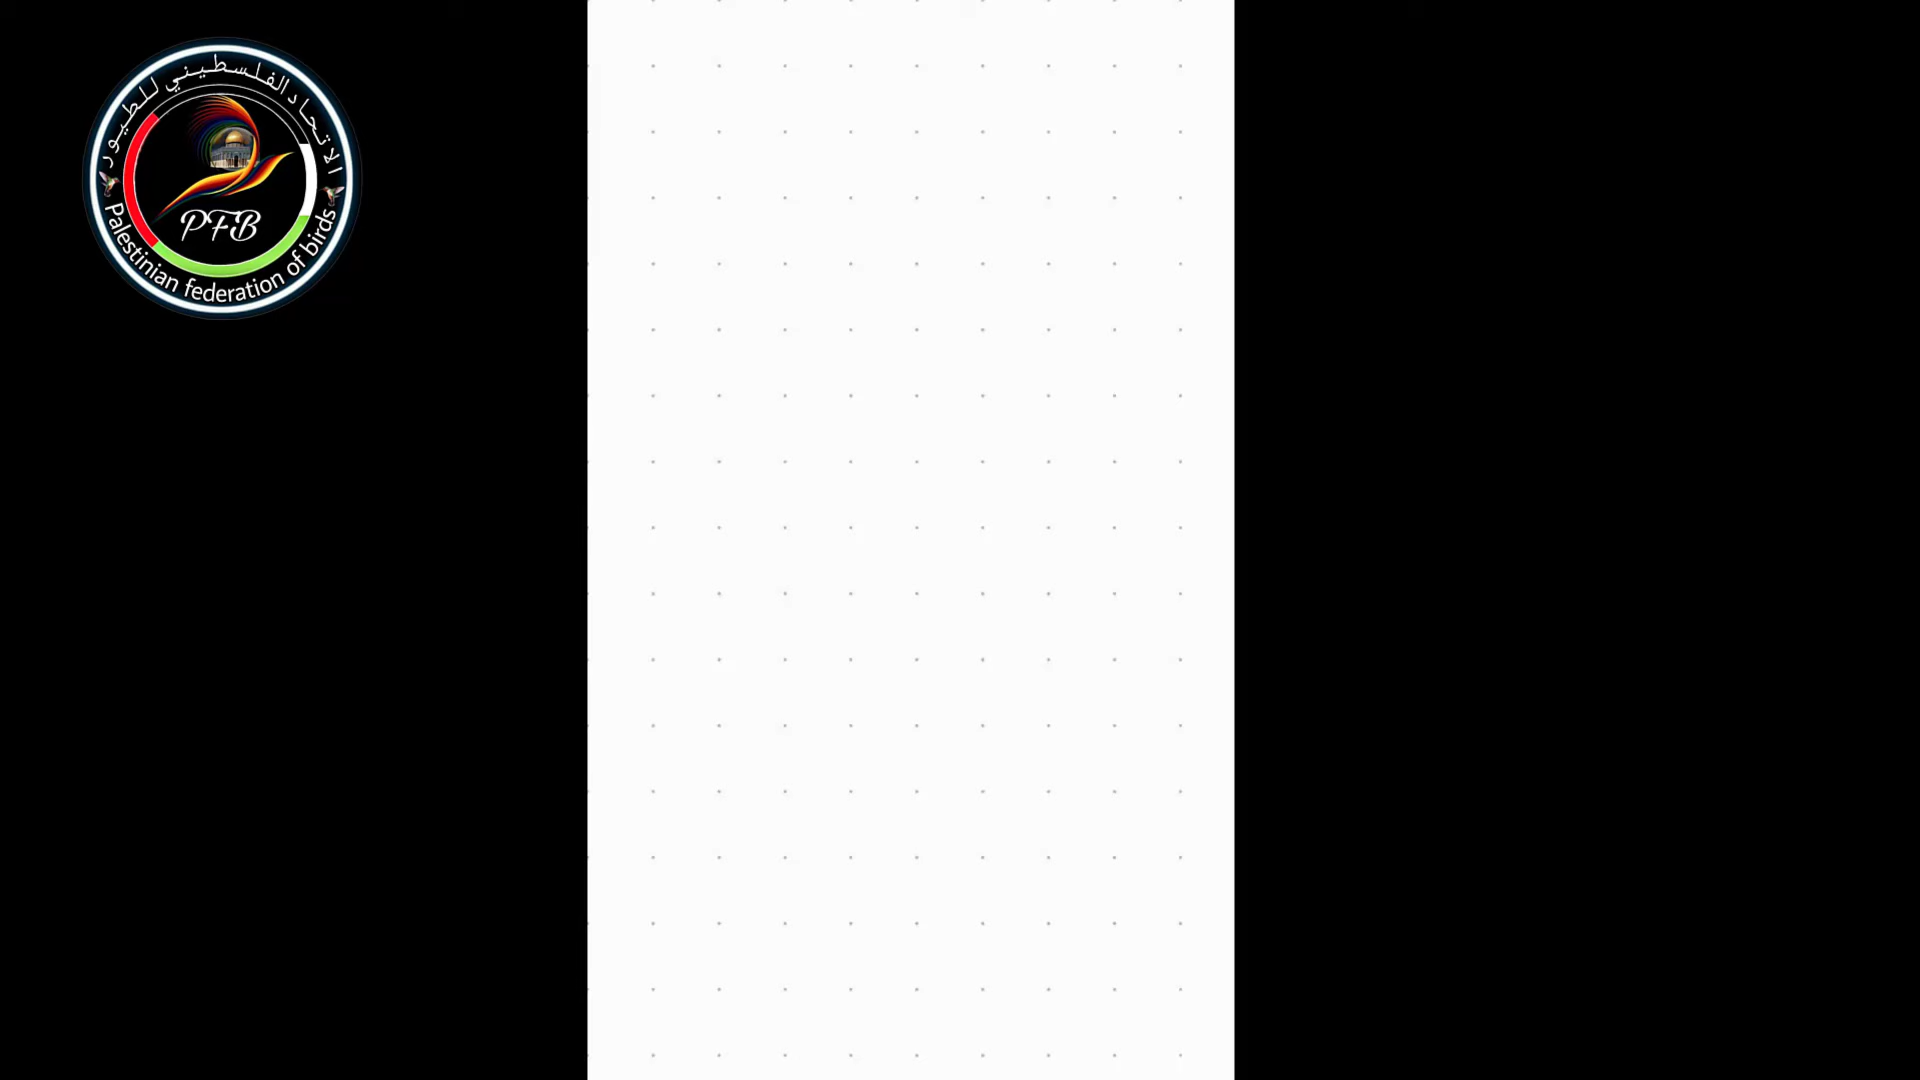 الاتحاد الفلسطيني للطيور
PFB
Palestinian federation of birds